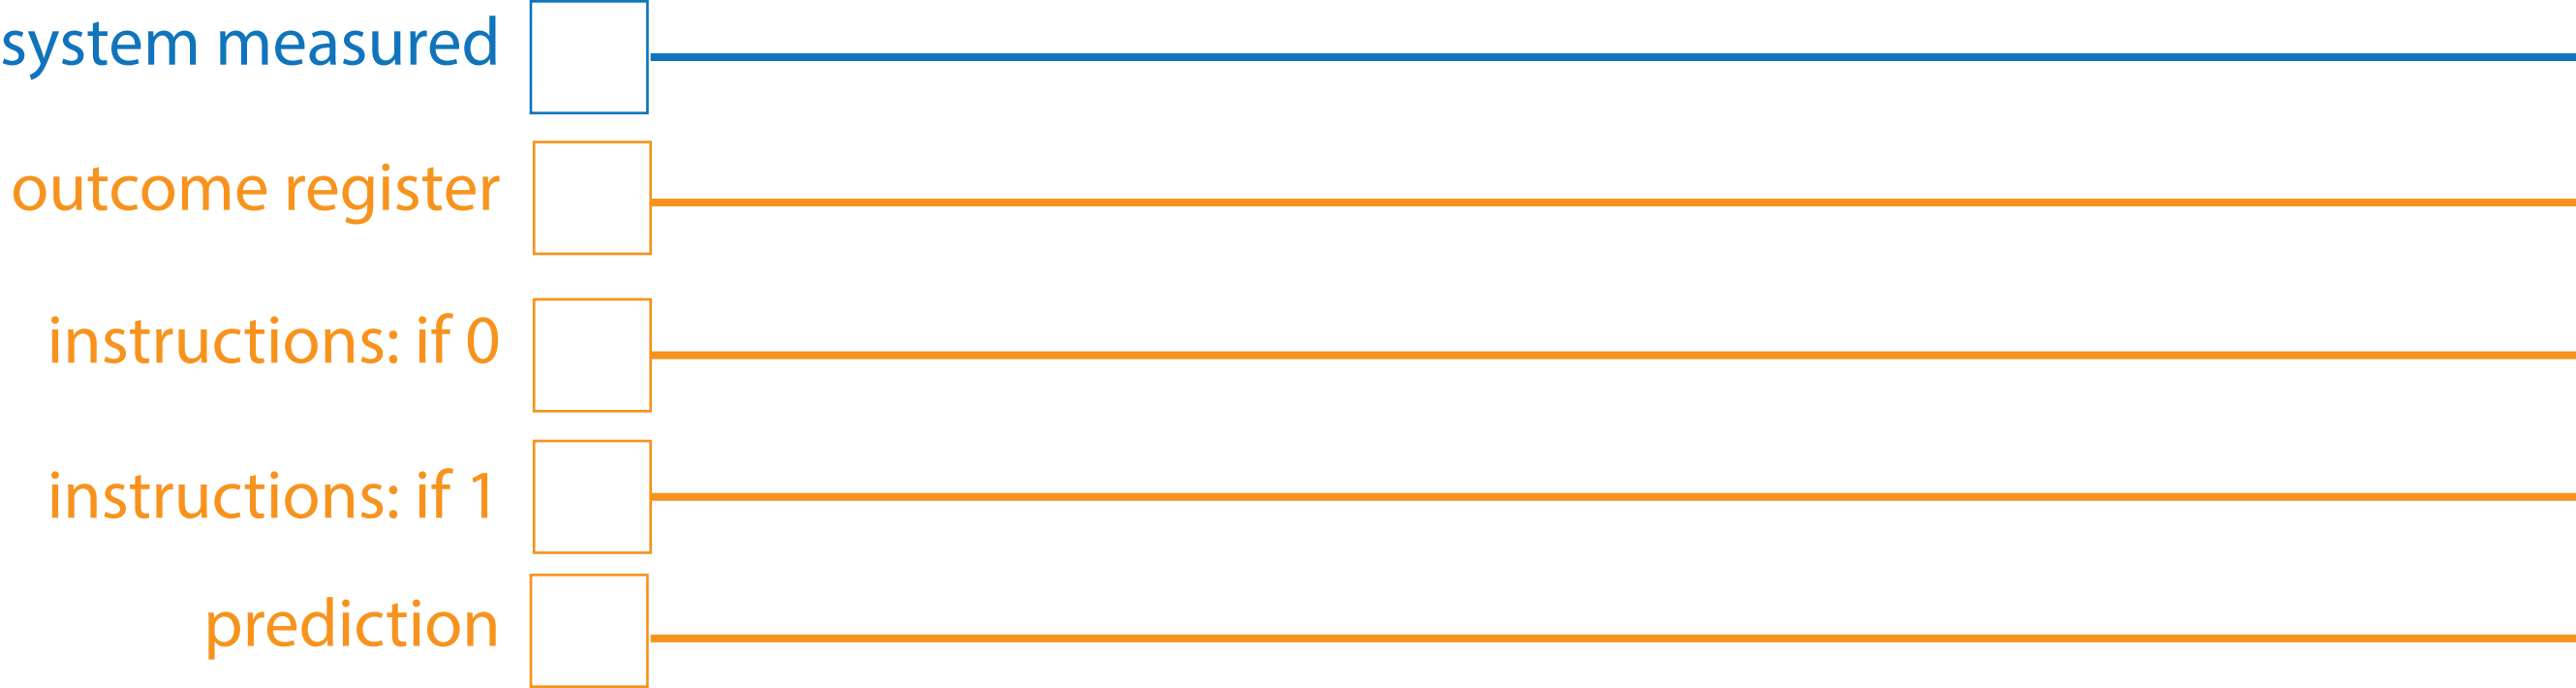 system measured
outcome register
instructions: if 0
instructions: if 1
prediction